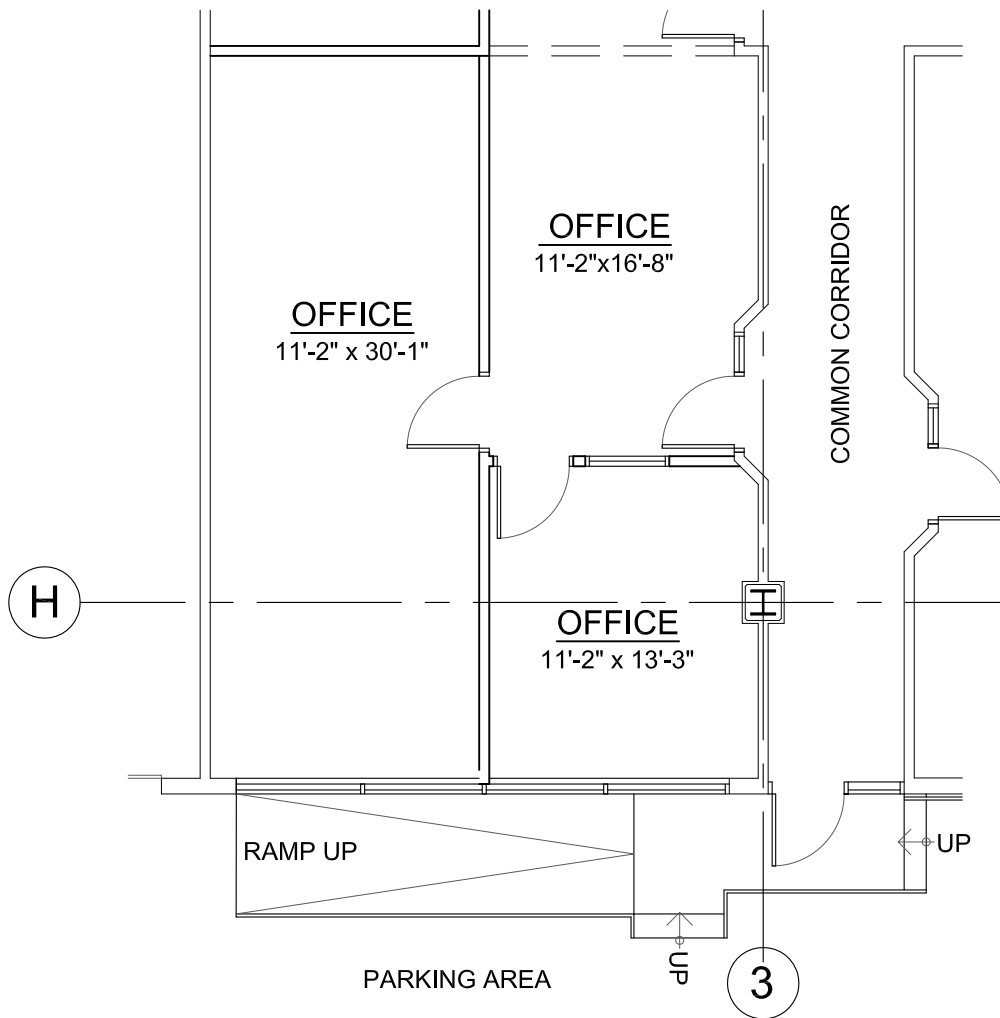 OFFICE
11'-2"x16'-8"
COMMON CORRIDOR
OFFICE
11'-2" x 30'-1"
H
OFFICE
11'-2" x 13'-3"
RAMP UP
UP
UP
PARKING AREA
3